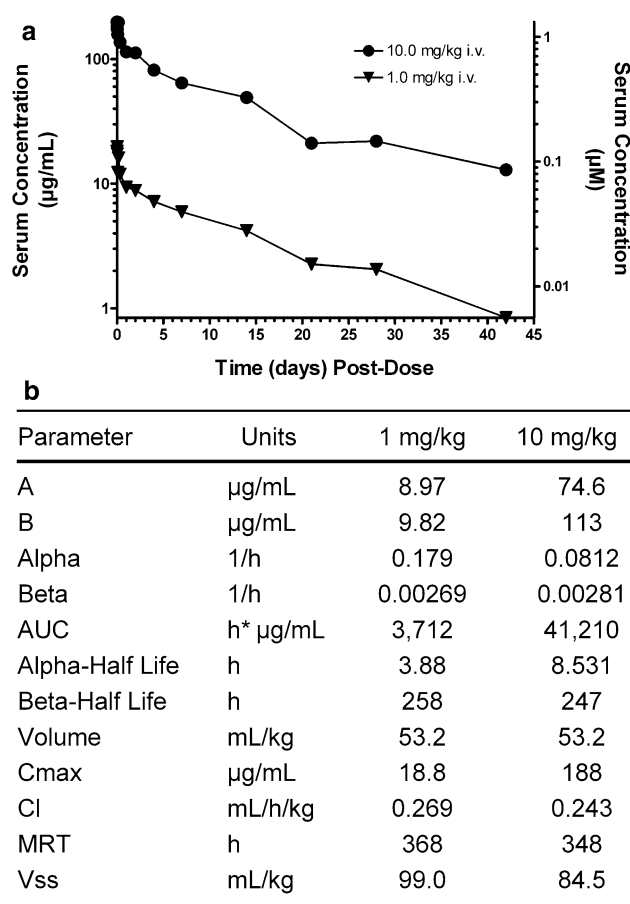 a
10.0 mg/kg i.v.
1.0 mg/kg i.v.
100
10
1
1
0.1
0.01
Serum Concentration
(µg/mL)
Serum Concentration
(µM)
0 5 10 15 20 25 30 35 40 45
Time (days) Post-Dose
b
Parameter Units 1 mg/kg 10 mg/kg
A µg/mL 8.97 74.6
B µg/mL 9.82 113
Alpha 1/h 0.179 0.0812
Beta 1/h 0.00269 0.00281
AUC h* µg/mL 3,712 41,210
Alpha-Half Life h 3.88 8.531
Beta-Half Life h 258 247
Volume mL/kg 53.2 53.2
Cmax µg/mL 18.8 188
Cl mL/h/kg 0.269 0.243
MRT h 368 348
Vss mL/kg 99.0 84.5